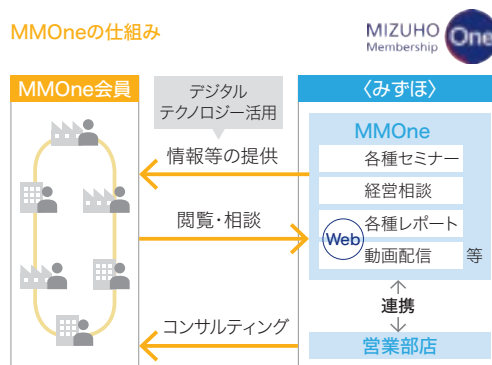 MMOneの仕組み
MIZUHO
Membership
One
MMOne会員
デジタル
テクノロジー活用
〈みずほ〉
情報等の提供
閲覧・相談
コンサルティング
MMOne
各種セミナー
経営相談
Web
各種レポート
動画配信
等
連携
営業部店